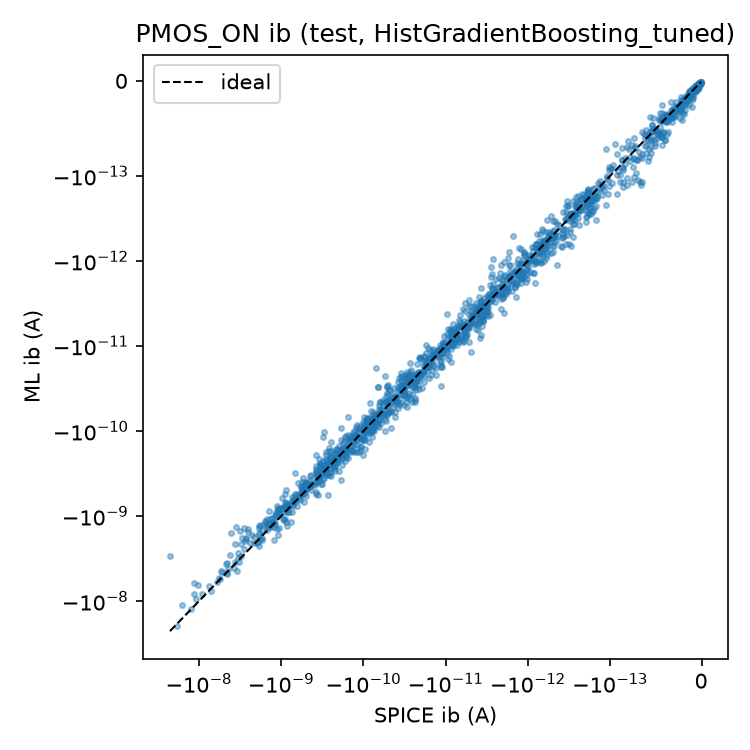 PMOS_ON ib (test, HistGradientBoosting_tuned)
ideal
ML ib (A)
0
−10⁻¹³
−10⁻¹²
−10⁻¹¹
−10⁻¹⁰
−10⁻⁹
−10⁻⁸
−10⁻⁸ −10⁻⁹ −10⁻¹⁰ −10⁻¹¹ −10⁻¹² −10⁻¹³ 0
SPICE ib (A)